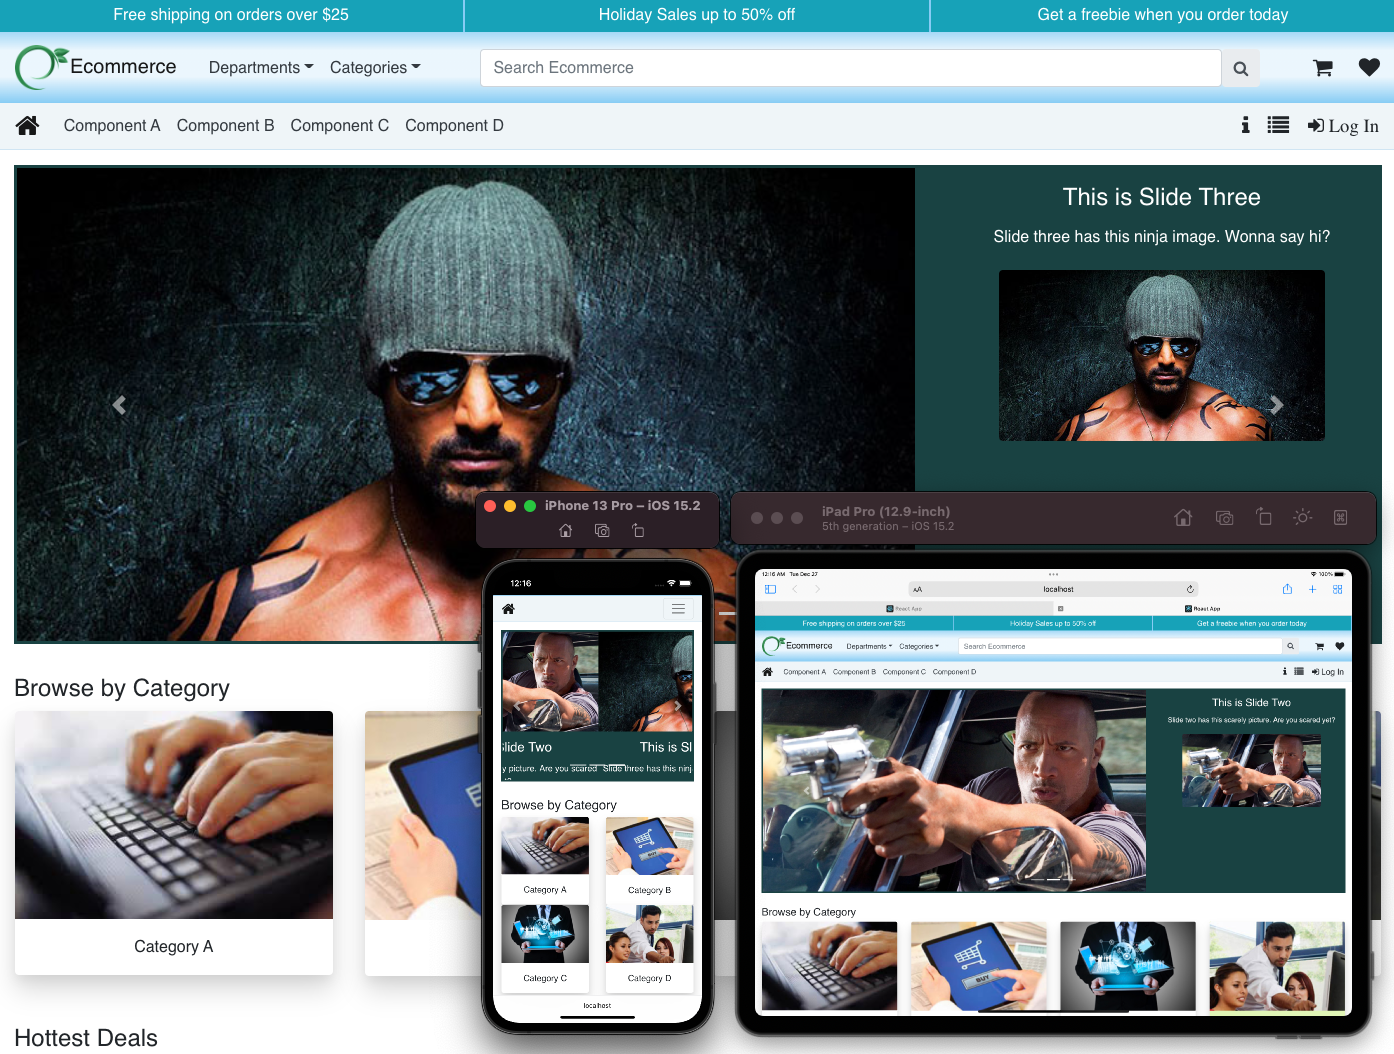 Free shipping on orders over $25
Holiday Sales up to 50% off
Get a freebie when you order today
Ecommerce
Departments
Categories
Search Ecommerce
Component A
Component B
Component C
Component D
Log In
This is Slide Three
Slide three has this ninja image. Wonna say hi?
iPhone 13 Pro – iOS 15.2
iPad Pro (12.9-inch)
5th generation – iOS 15.2
12:16
lide Two
This is Sl
y picture. Are you scared
Slide three has this ninj
Browse by Category
Category A
Category B
Category C
Category D
localhost
12:16 AM Tue Dec 27
100%
AA
localhost
React App
React App
Free shipping on orders over $25
Holiday Sales up to 50% off
Get a freebie when you order today
Ecommerce
Departments
Categories
Search Ecommerce
Component A
Component B
Component C
Component D
Log In
This is Slide Two
Slide two has this scarely picture. Are you scared yet?
Browse by Category
BUY
Browse by Category
Category A
Hottest Deals